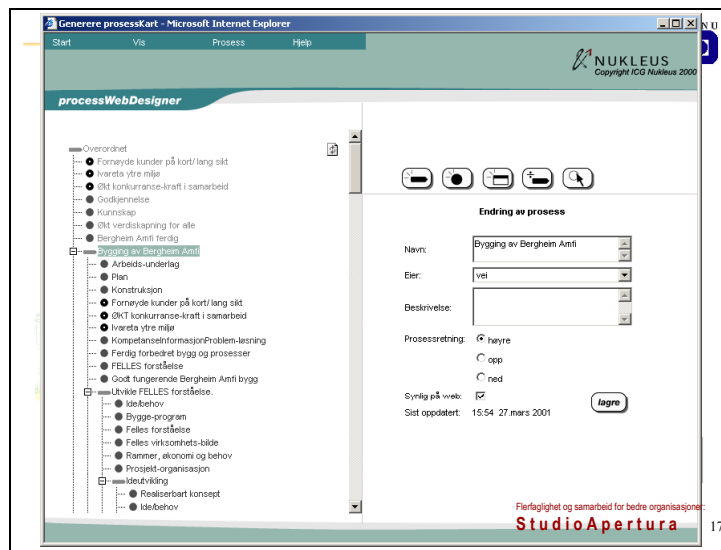 Generere prosessKart - Microsoft Internet Explorer
N U
Start Vis Prosess Hjelp
NUKLEUS
Copyright ICG Nukleus 2000
processWebDesigner
Overordnet
Fornøyde kunder på kort/ lang sikt
Ivareta ytre miljø
Økt konkurranse-kraft i samarbeid
Godkjennelse
Kunnskap
Økt verdiskapning for alle
Bergheim Amfi ferdig
Bygging av Bergheim Amfi
Arbeids-underlag
Plan
Konstruksjon
Fornøyde kunder på kort/ lang sikt
ØKT konkurranse-kraft i samarbeid
Ivareta ytre miljø
KompetanseInformasjonProblem-løsning
Ferdig forbedret bygg og prosesser
FELLES forståelse
Godt fungerende Bergheim Amfi bygg
Utvikle FELLES forståelse.
Ide/behov
Bygge-program
Felles forståelse
Felles virksomhets-bilde
Rammer, økonomi og behov
Prosjekt-organisasjon
Ideutvikling
Realiserbart konsept
Ide/behov
Endring av prosess
Navn: Bygging av Bergheim Amfi
Eier: vei
Beskrivelse:
Prosessretning: høyre
opp
ned
Synlig på web:
Sist oppdatert: 15:54 27.mars 2001
lagre
Flerfaglighet og samarbeid for bedre organisasjoner:
StudioApertura
17